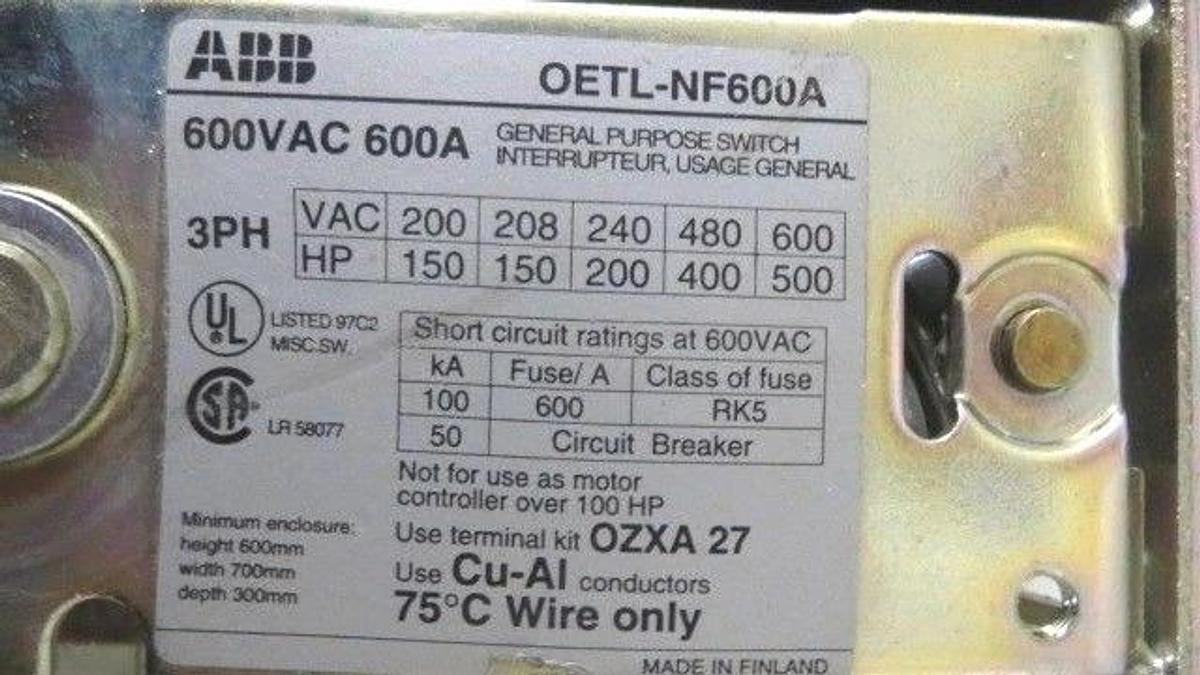 ABB
OETL-NF600A
600VAC 600A
GENERAL PURPOSE SWITCH
INTERRUPTEUR, USAGE GENERAL
3PH
VAC 200 208 240 480 600
HP 150 150 200 400 500
UL
LISTED 97C2
MISC.SW.
SA
LR 58077
Short circuit ratings at 600VAC
kA Fuse/ A Class of fuse
100 600 RK5
50 Circuit Breaker
Not for use as motor
controller over 100 HP
Minimum enclosure:
height 600mm
width 700mm
depth 300mm
Use terminal kit OZXA 27
Use Cu-Al conductors
75°C Wire only
MADE IN FINLAND